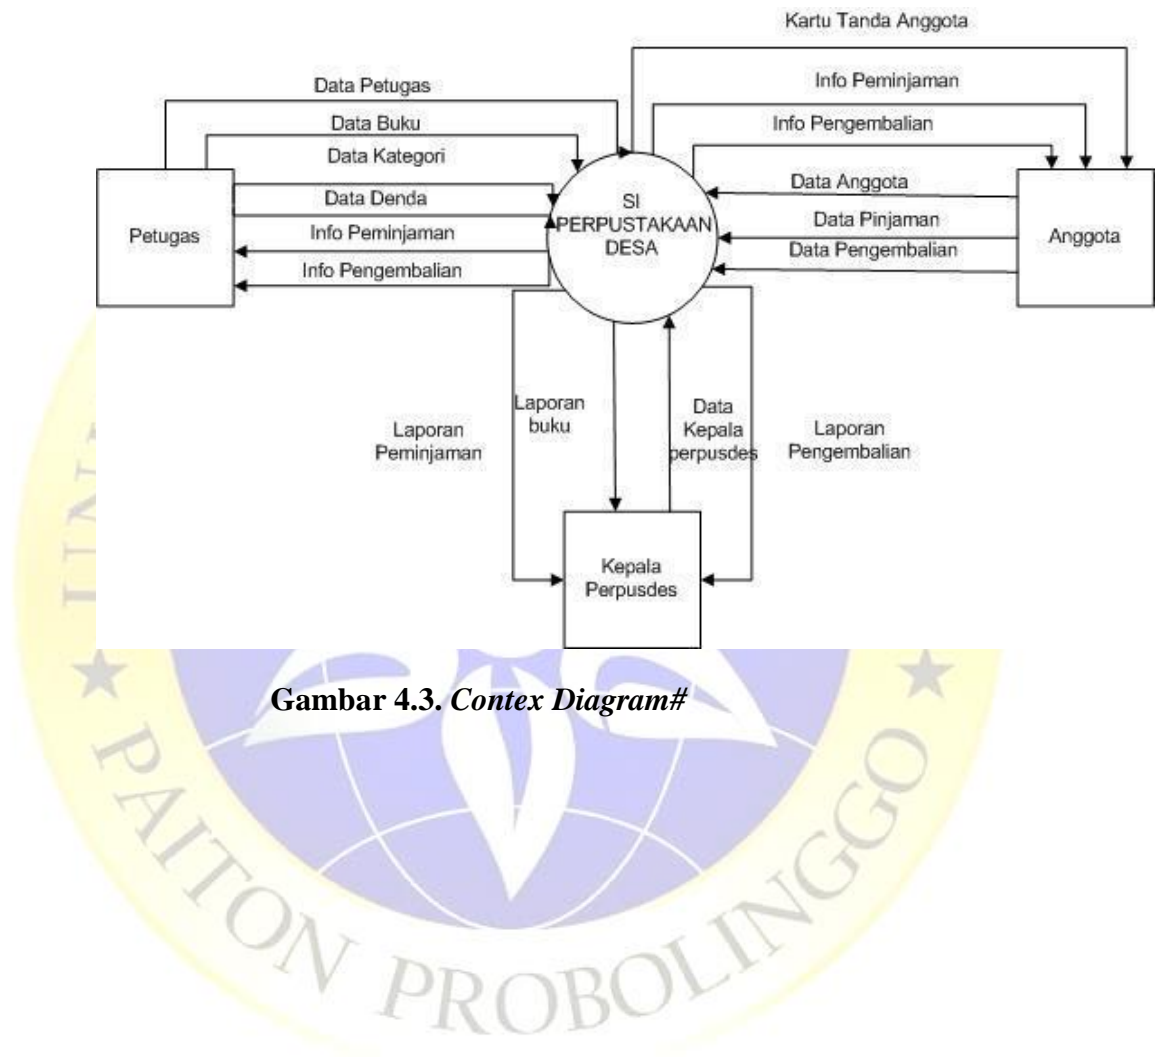 Kartu Tanda Anggota
Data Petugas
Info Peminjaman
Data Buku
Info Pengembalian
Data Kategori
Data Denda
Info Peminjaman
Info Pengembalian
Petugas
SI
PERPUSTAKAAN
DESA
Data Anggota
Data Pinjaman
Data Pengembalian
Anggota
Laporan
Peminjaman
Laporan
buku
Data
Kepala
perpusdes
Laporan
Pengembalian
Kepala
Perpusdes
Gambar 4.3. Contex Diagram#
PAITON PROBOLINGGO